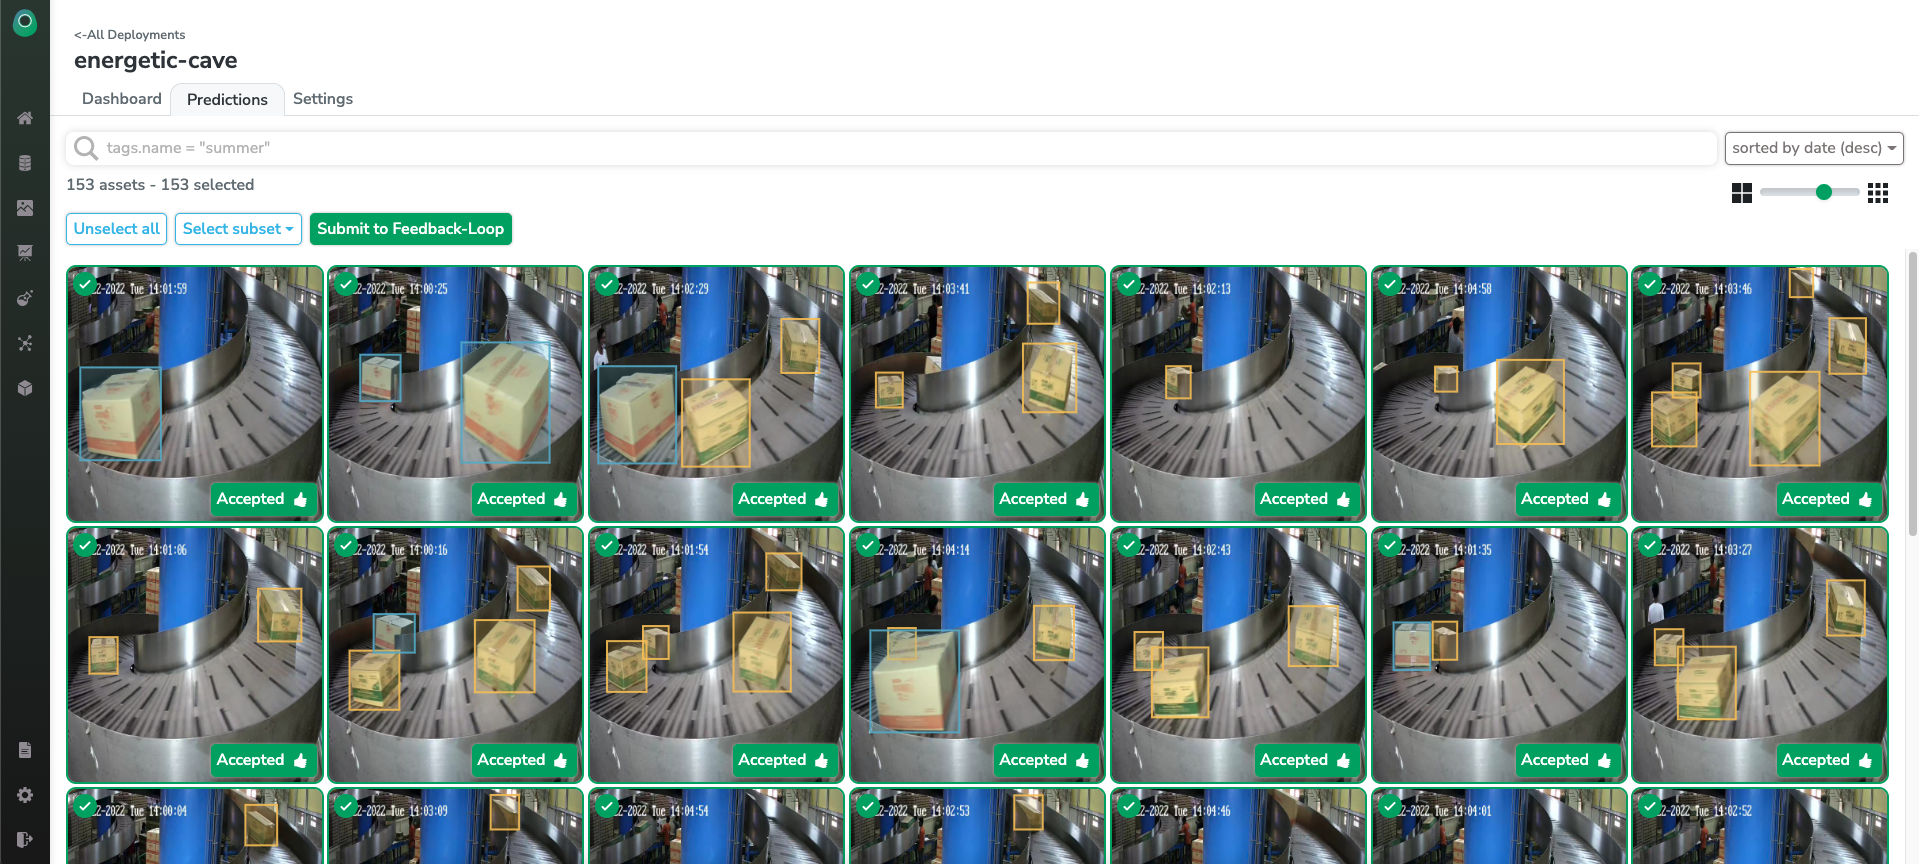 <-All Deployments
energetic-cave
Dashboard
Predictions
Settings
tags.name = "summer"
sorted by date (desc)
153 assets - 153 selected
Unselect all
Select subset
Submit to Feedback-Loop
2-2022 Tue 14:01:59
2-2022 Tue 14:00:25
2-2022 Tue 14:02:29
2-2022 Tue 14:03:41
2-2022 Tue 14:02:13
2-2022 Tue 14:04:58
2-2022 Tue 14:03:46
Accepted
Accepted
Accepted
Accepted
Accepted
Accepted
Accepted
2-2022 Tue 14:01:06
2-2022 Tue 14:00:16
2-2022 Tue 14:01:54
2-2022 Tue 14:04:14
2-2022 Tue 14:02:43
2-2022 Tue 14:01:35
2-2022 Tue 14:03:27
Accepted
Accepted
Accepted
Accepted
Accepted
Accepted
Accepted
2-2022 Tue 14:00:04
2-2022 Tue 14:03:09
2-2022 Tue 14:04:54
2-2022 Tue 14:02:53
2-2022 Tue 14:04:46
2-2022 Tue 14:04:01
2-2022 Tue 14:02:52